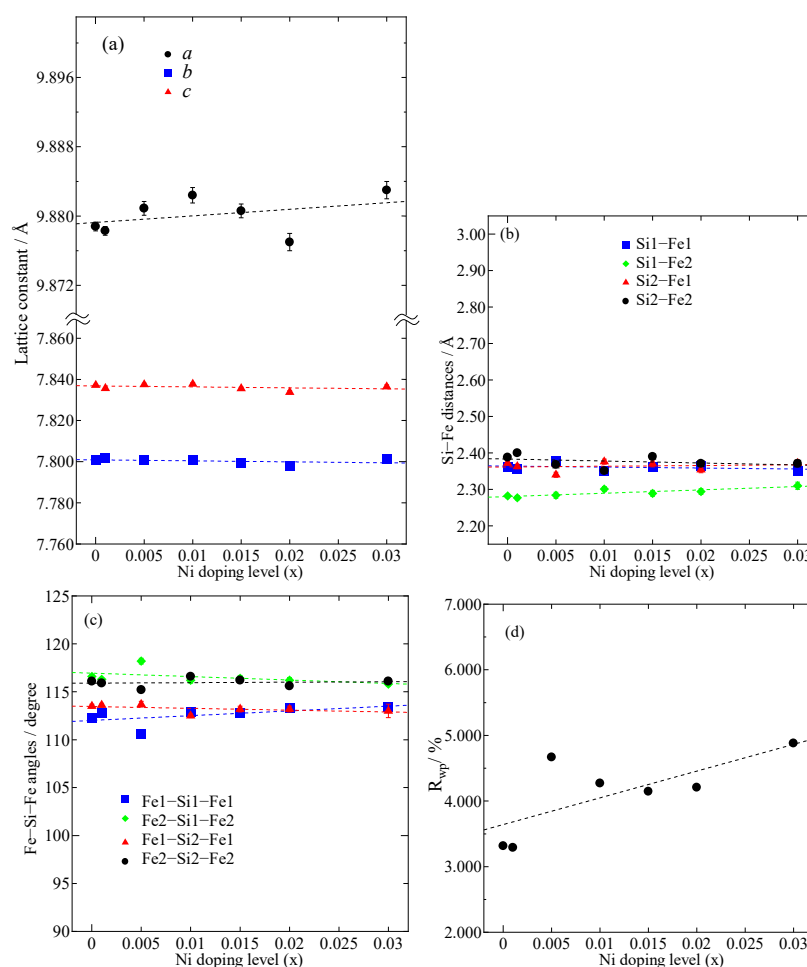 (a)
a
b
c
9.896
9.888
9.880
9.872
7.860
7.840
7.820
7.800
7.780
7.760
Lattice constant / Å
0 0.005 0.01 0.015 0.02 0.025 0.03
Ni doping level (x)
(b)
Si1−Fe1
Si1−Fe2
Si2−Fe1
Si2−Fe2
3.00
2.90
2.80
2.70
2.60
2.50
2.40
2.30
2.20
Si−Fe distances / Å
0 0.005 0.01 0.015 0.02 0.025 0.03
Ni doping level (x)
(c)
125
120
115
110
105
100
95
90
Fe−Si−Fe angles / degree
Fe1−Si1−Fe1
Fe2−Si1−Fe2
Fe1−Si2−Fe1
Fe2−Si2−Fe2
0 0.005 0.01 0.015 0.02 0.025 0.03
Ni doping level (x)
(d)
7.000
6.000
5.000
4.000
3.000
2.000
Rwp/ %
0 0.005 0.01 0.015 0.02 0.025 0.03
Ni doping level (x)